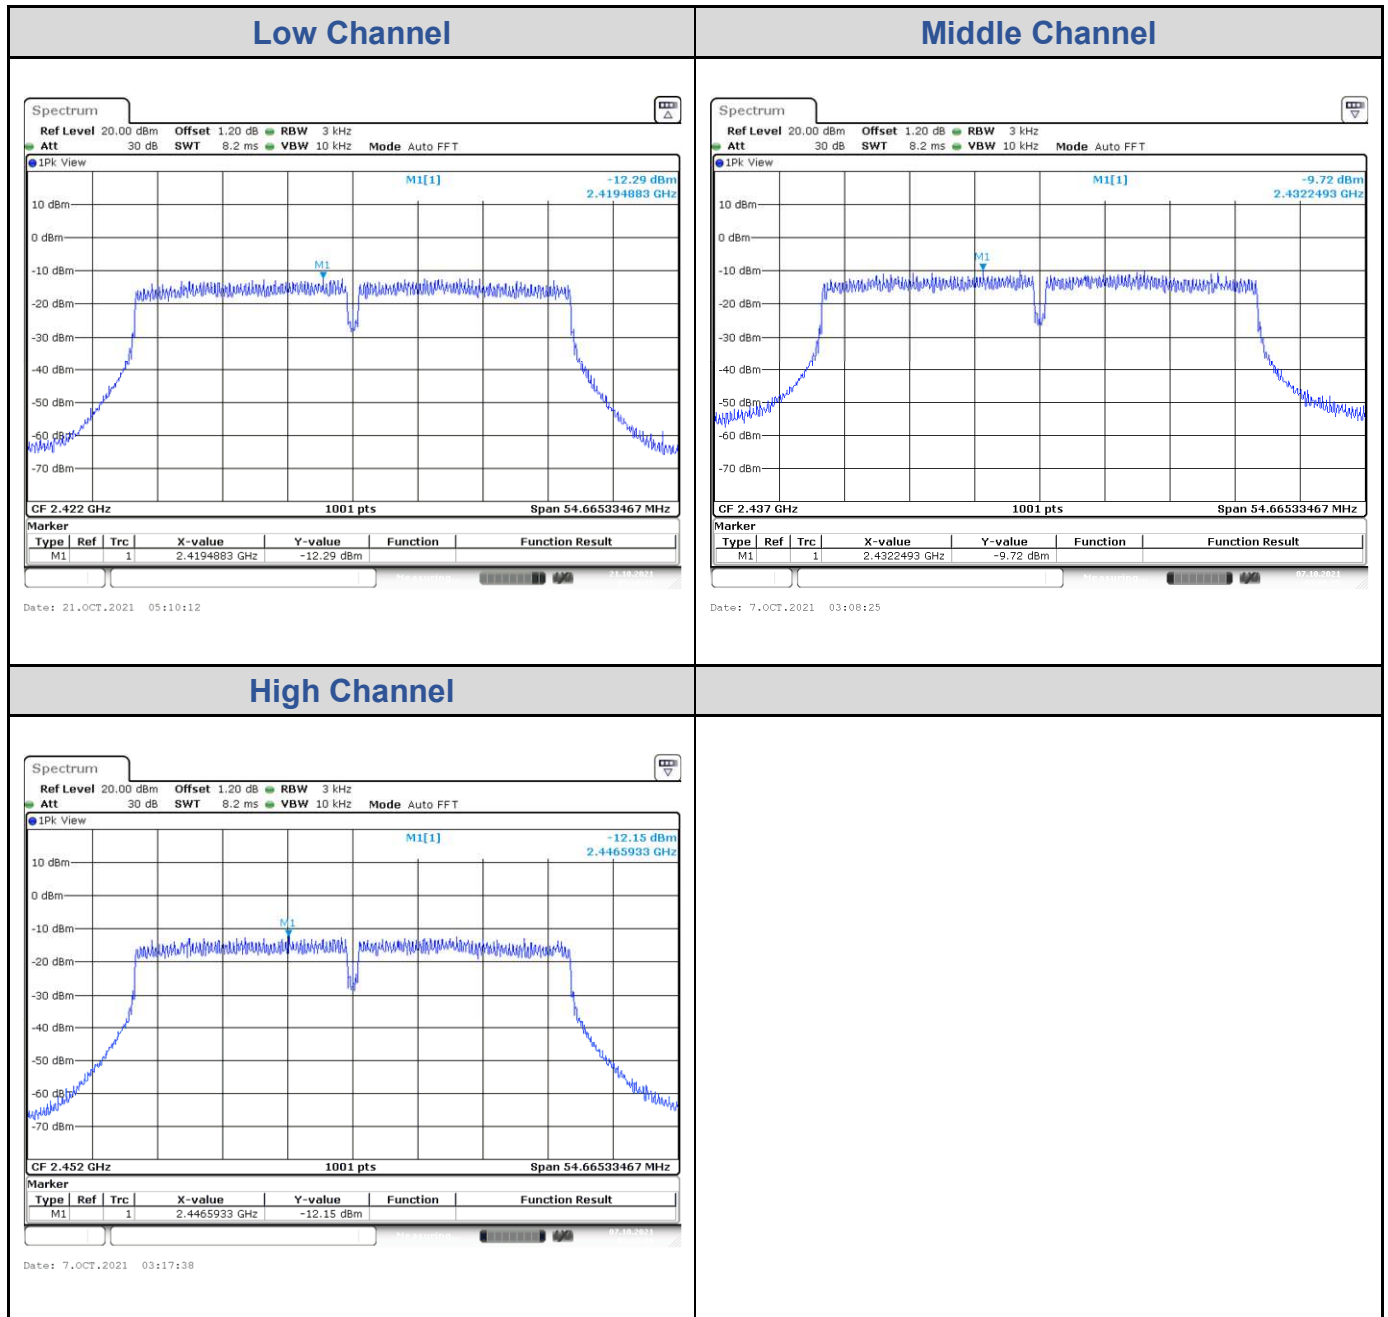 Low Channel
Middle Channel
Spectrum
Ref Level 20.00 dBm Offset 1.20 dB RBW 3 kHz
Att 30 dB SWT 8.2 ms VBW 10 kHz Mode Auto FFT
1Pk View
M1[1] -12.29 dBm
2.4194883 GHz
10 dBm
0 dBm
M1
-10 dBm
-20 dBm
-30 dBm
-40 dBm
-50 dBm
-60 dBm
-70 dBm
CF 2.422 GHz 1001 pts Span 54.66533467 MHz
Marker
Type Ref Trc X-value Y-value Function Function Result
M1 1 2.4194883 GHz -12.29 dBm
Measuring... 21.10.2021
Date: 21.OCT.2021 05:10:12
Spectrum
Ref Level 20.00 dBm Offset 1.20 dB RBW 3 kHz
Att 30 dB SWT 8.2 ms VBW 10 kHz Mode Auto FFT
1Pk View
M1[1] -9.72 dBm
2.4322493 GHz
10 dBm
0 dBm
M1
-10 dBm
-20 dBm
-30 dBm
-40 dBm
-50 dBm
-60 dBm
-70 dBm
CF 2.437 GHz 1001 pts Span 54.66533467 MHz
Marker
Type Ref Trc X-value Y-value Function Function Result
M1 1 2.4322493 GHz -9.72 dBm
Measuring... 07.10.2021
Date: 7.OCT.2021 03:08:25
High Channel
Spectrum
Ref Level 20.00 dBm Offset 1.20 dB RBW 3 kHz
Att 30 dB SWT 8.2 ms VBW 10 kHz Mode Auto FFT
1Pk View
M1[1] -12.15 dBm
2.4465933 GHz
10 dBm
0 dBm
M1
-10 dBm
-20 dBm
-30 dBm
-40 dBm
-50 dBm
-60 dBm
-70 dBm
CF 2.452 GHz 1001 pts Span 54.66533467 MHz
Marker
Type Ref Trc X-value Y-value Function Function Result
M1 1 2.4465933 GHz -12.15 dBm
Measuring... 07.10.2021
Date: 7.OCT.2021 03:17:38